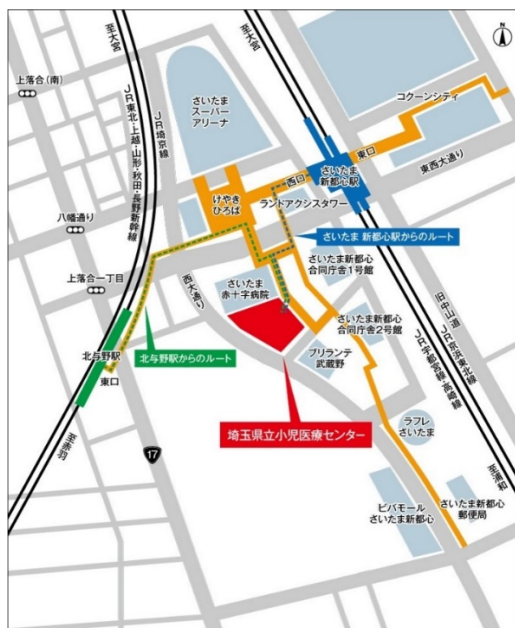 N
至大宮
至大宮
上落合(南)
JR東北・上越・山形・秋田・長野新幹線
JR埼京線
さいたま
スーパー
アリーナ
コクーンシティ
東口
さいたま
新都心駅
西口
東西大通り
けやき
ひろば
ランドアクシスタワー
八幡通り
さいたま 新都心駅からのルート
さいたま新都心
合同庁舎1号館
上落合一丁目
西大通り
さいたま
赤十字病院
さいたま新都心
合同庁舎2号館
旧中山道
JR京浜東北線
JR宇都宮線・高崎線
北与野駅
東口
北与野駅からのルート
ブリランテ
武蔵野
埼玉県立小児医療センター
ラフレ
さいたま
至赤羽
17
至浦和
ビバモール
さいたま新都心
さいたま新都心
郵便局